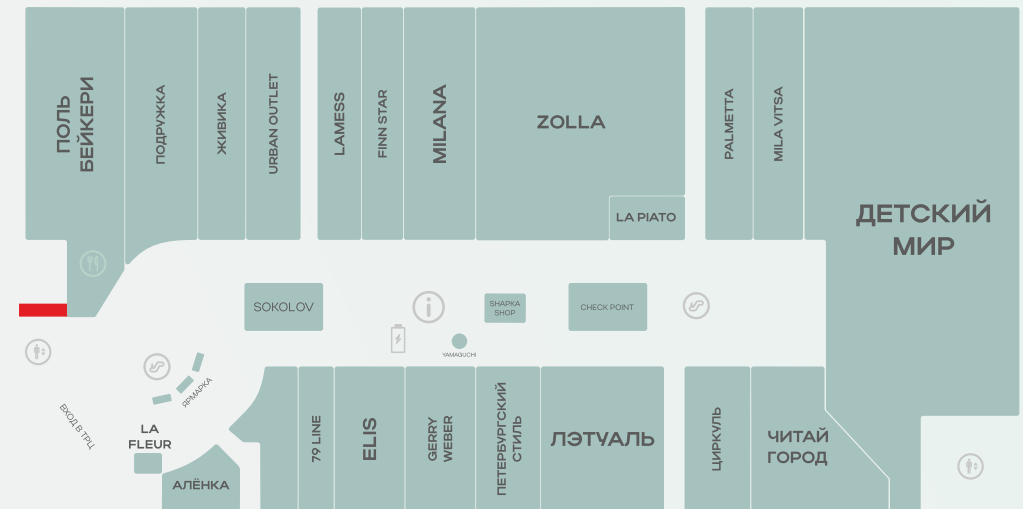 ПОЛЬ
БЕЙКЕРИ
ПОДРУЖКА
ЖИВИКА
URBAN OUTLET
LAMESS
FINN STAR
MILANA
ZOLLA
LA PIATO
PALMETTA
MILA VITSA
ДЕТСКИЙ
МИР
SOKOLOV
SHAPKA
SHOP
CHECK POINT
YAMAGUCHI
ЯРМАРКА
ВХОД В ТРЦ
LA
FLEUR
АЛЁНКА
79 LINE
ELIS
GERRY
WEBER
ПЕТЕРБУРГСКИЙ
СТИЛЬ
ЛЭТУАЛЬ
ЦИРКУЛЬ
ЧИТАЙ
ГОРОД